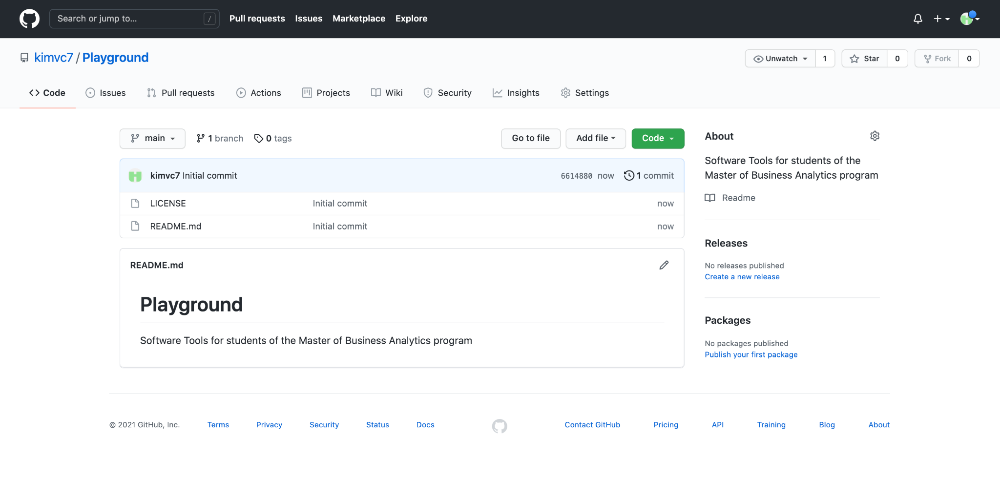 Search or jump to... / Pull requests Issues Marketplace Explore
kimvc7 / Playground Unwatch 1 Star 0 Fork 0
Code Issues Pull requests Actions Projects Wiki Security Insights Settings
main 1 branch 0 tags Go to file Add file Code
kimvc7 Initial commit 6614880 now 1 commit
LICENSE Initial commit now
README.md Initial commit now
README.md
Playground
Software Tools for students of the Master of Business Analytics program
About
Software Tools for students of the
Master of Business Analytics program
Readme
Releases
No releases published
Create a new release
Packages
No packages published
Publish your first package
© 2021 GitHub, Inc. Terms Privacy Security Status Docs Contact GitHub Pricing API Training Blog About